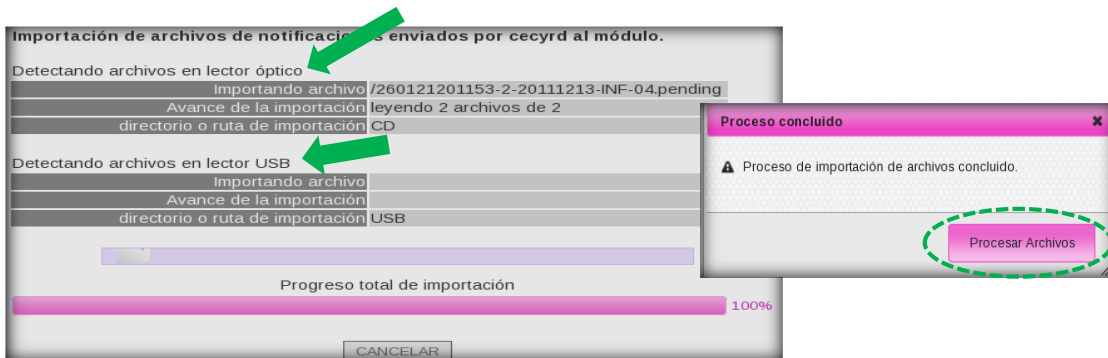 Importación de archivos de notificaciones enviados por cecyrd al módulo.
Detectando archivos en lector óptico
Importando archivo /260121201153-2-20111213-INF-04.pending
Avance de la importación leyendo 2 archivos de 2
directorio o ruta de importación CD
Detectando archivos en lector USB
Importando archivo
Avance de la importación
directorio o ruta de importación USB
Progreso total de importación
100%
CANCELAR
Proceso concluido
Proceso de importación de archivos concluido.
Procesar Archivos